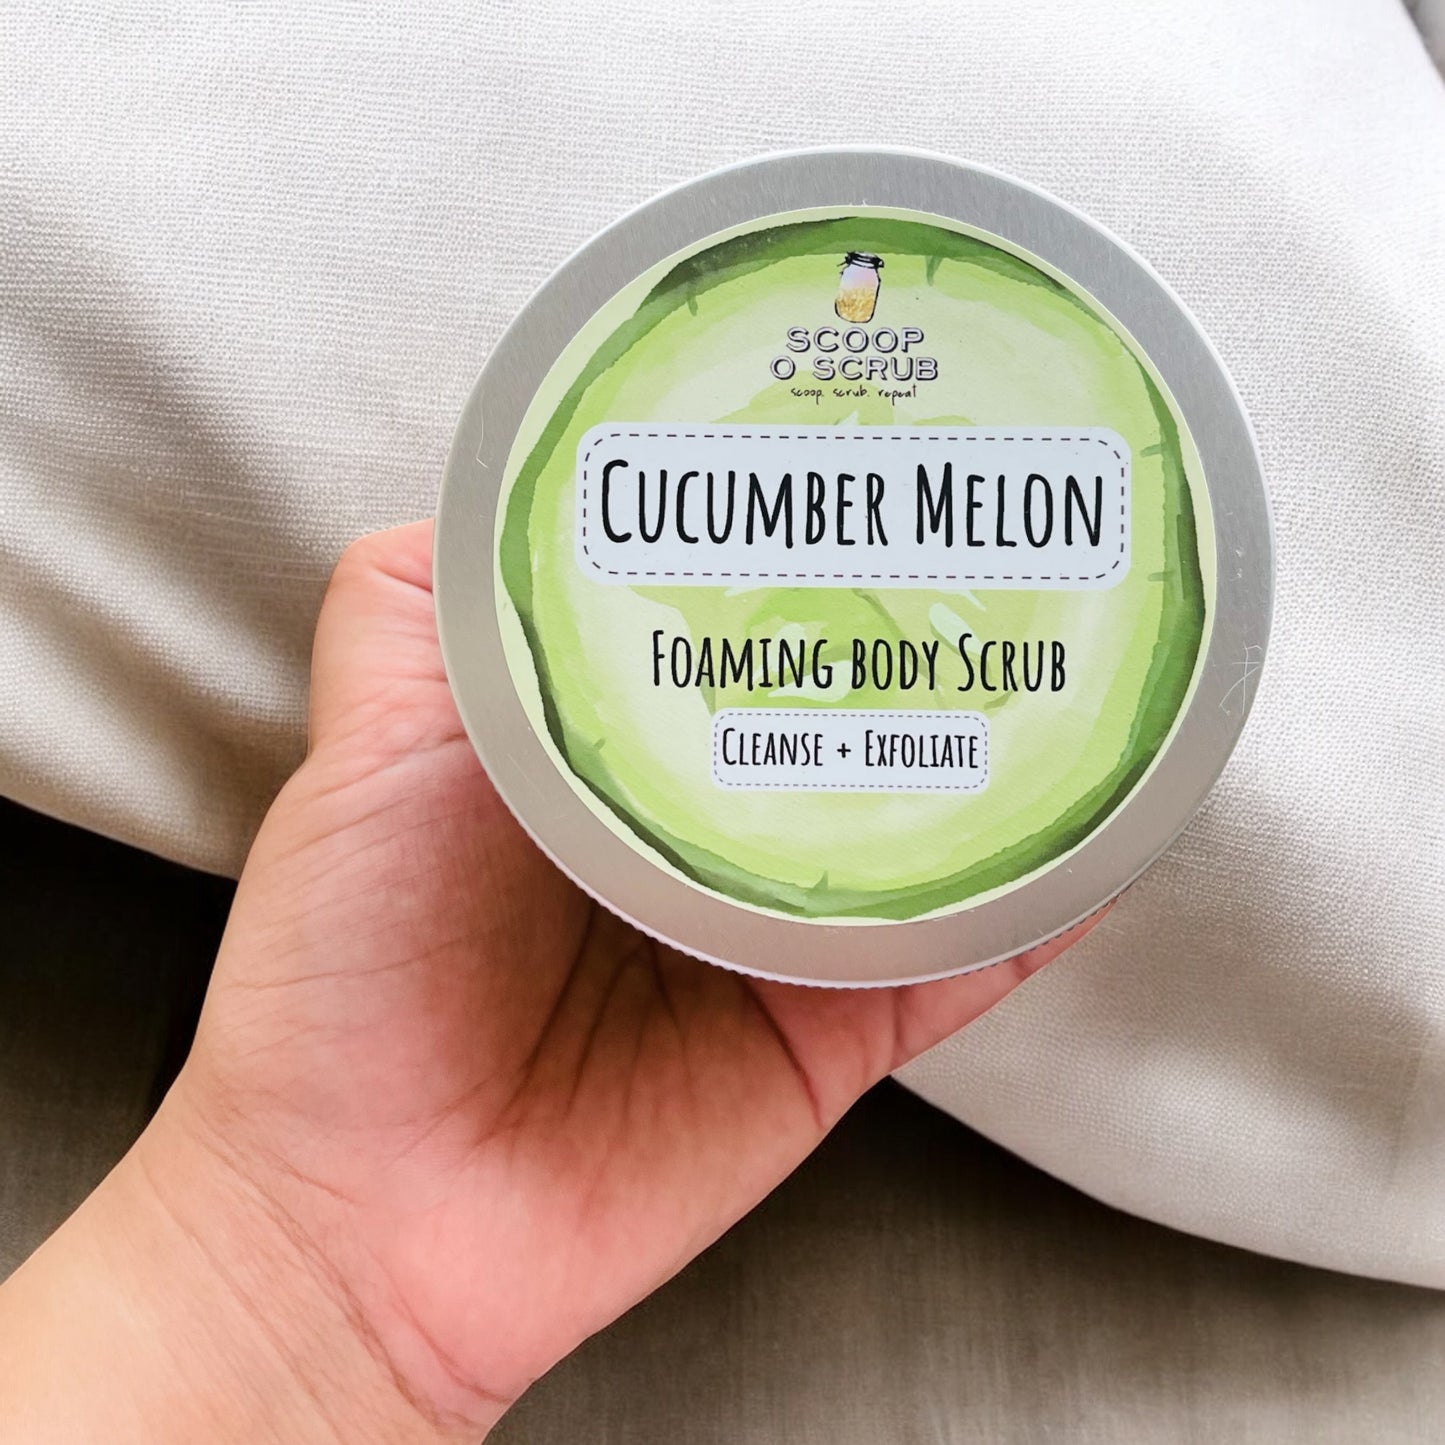 SCOOP
O SCRUB
scoop. scrub. repeat
CUCUMBER MELON
FOAMING BODY SCRUB
CLEANSE + EXFOLIATE